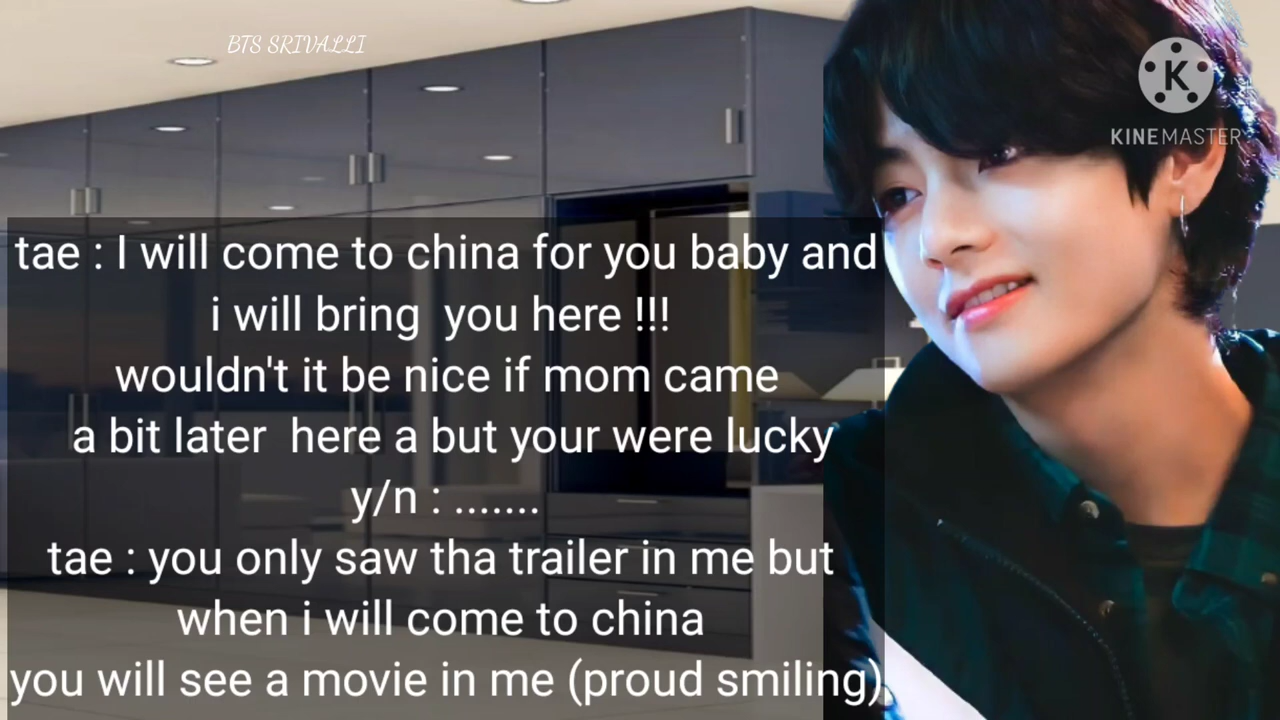 BTS SRIVALLI
K
KINEMASTER
tae : I will come to china for you baby and
i will bring  you here !!!
wouldn't it be nice if mom came
a bit later  here a but your were lucky
y/n : .......
tae : you only saw tha trailer in me but
when i will come to china
you will see a movie in me (proud smiling).